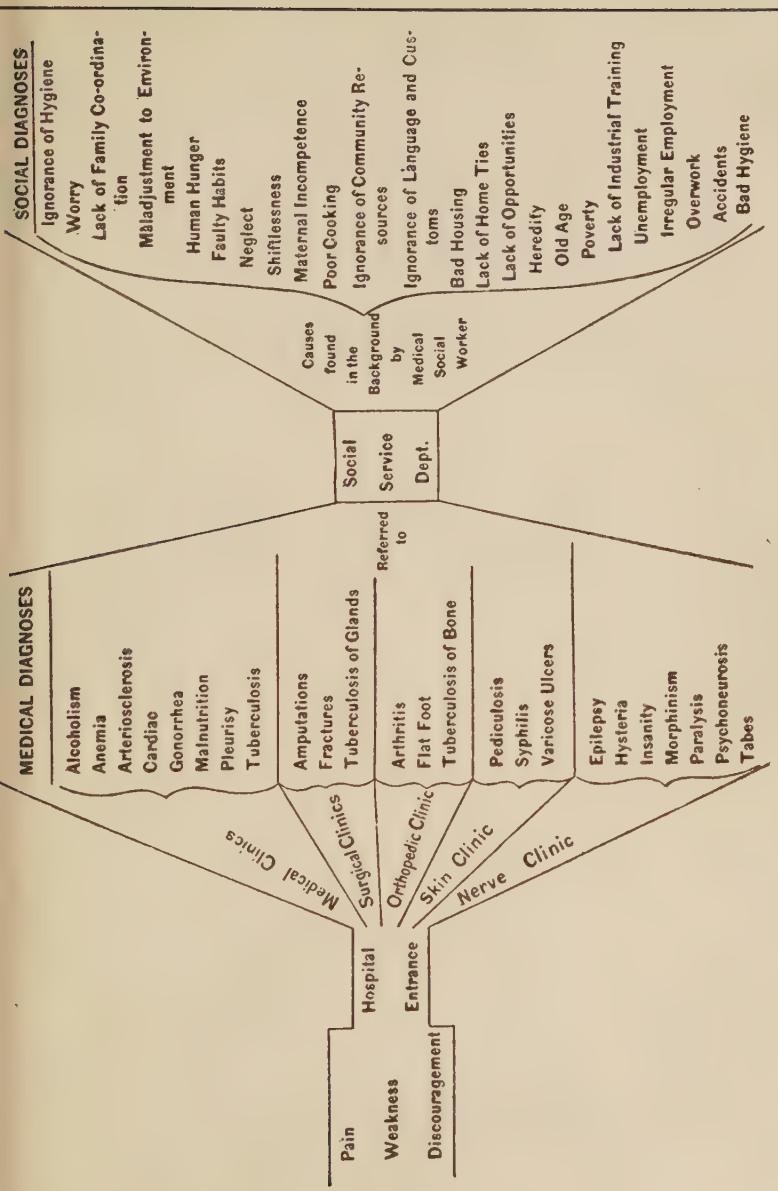 Pain
Weakness
Discouragement
Hospital
Entrance
Medical Clinics
Surgical Clinics
Orthopedic Clinic
Skin Clinic
Nerve Clinic
MEDICAL DIAGNOSES
Alcoholism
Anemia
Arteriosclerosis
Cardiac
Gonorrhea
Malnutrition
Pleurisy
Tuberculosis
Amputations
Fractures
Tuberculosis of Glands
Arthritis
Flat Foot
Tuberculosis of Bone
Pediculosis
Syphilis
Varicose Ulcers
Epilepsy
Hysteria
Insanity
Morphinism
Paralysis
Psychoneurosis
Tabes
Referred
to
Social
Service
Dept.
Causes
found
in the
Background
by
Medical
Social
Worker
SOCIAL DIAGNOSES
Ignorance of Hygiene
Worry
Lack of Family Co-ordina-
tion
Maladjustment to Environ-
ment
Human Hunger
Faulty Habits
Neglect
Shiftlessness
Maternal Incompetence
Poor Cooking
Ignorance of Community Re-
sources
Ignorance of Language and Cus-
toms
Bad Housing
Lack of Home Ties
Lack of Opportunities
Heredify
Old Age
Poverty
Lack of Industrial Training
Unemployment
Irregular Employment
Overwork
Accidents
Bad Hygiene